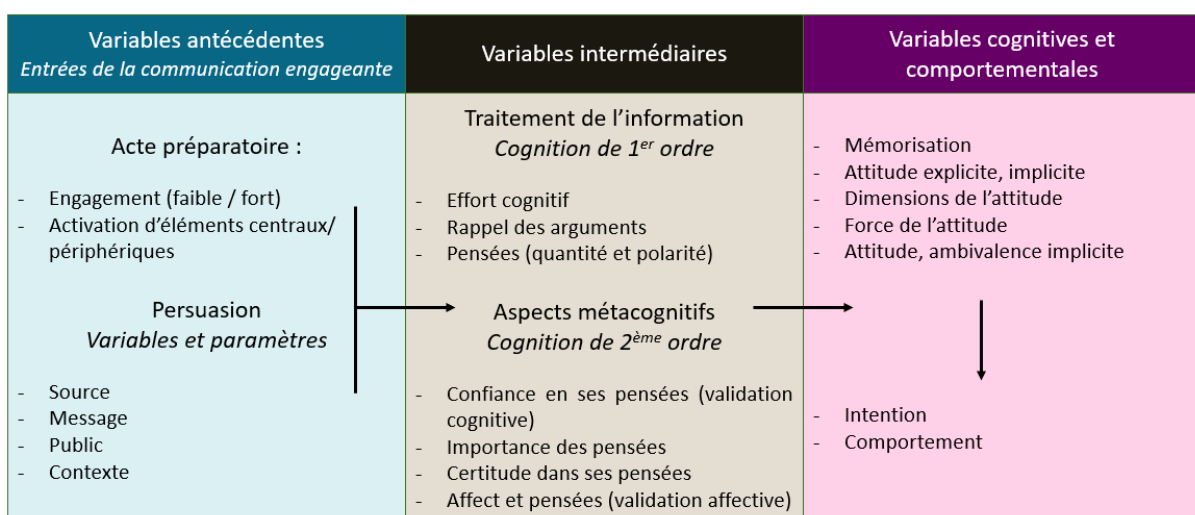 Variables antécédentes
Entrées de la communication engageante
Acte préparatoire :
- Engagement (faible / fort)
- Activation d’éléments centraux/
périphériques
Persuasion
Variables et paramètres
- Source
- Message
- Public
- Contexte
Variables intermédiaires
Traitement de l’information
Cognition de 1er ordre
- Effort cognitif
- Rappel des arguments
- Pensées (quantité et polarité)
Aspects métacognitifs
Cognition de 2ème ordre
- Confiance en ses pensées (validation
cognitive)
- Importance des pensées
- Certitude dans ses pensées
- Affect et pensées (validation affective)
Variables cognitives et
comportementales
- Mémorisation
- Attitude explicite, implicite
- Dimensions de l’attitude
- Force de l’attitude
- Attitude, ambivalence implicite
- Intention
- Comportement